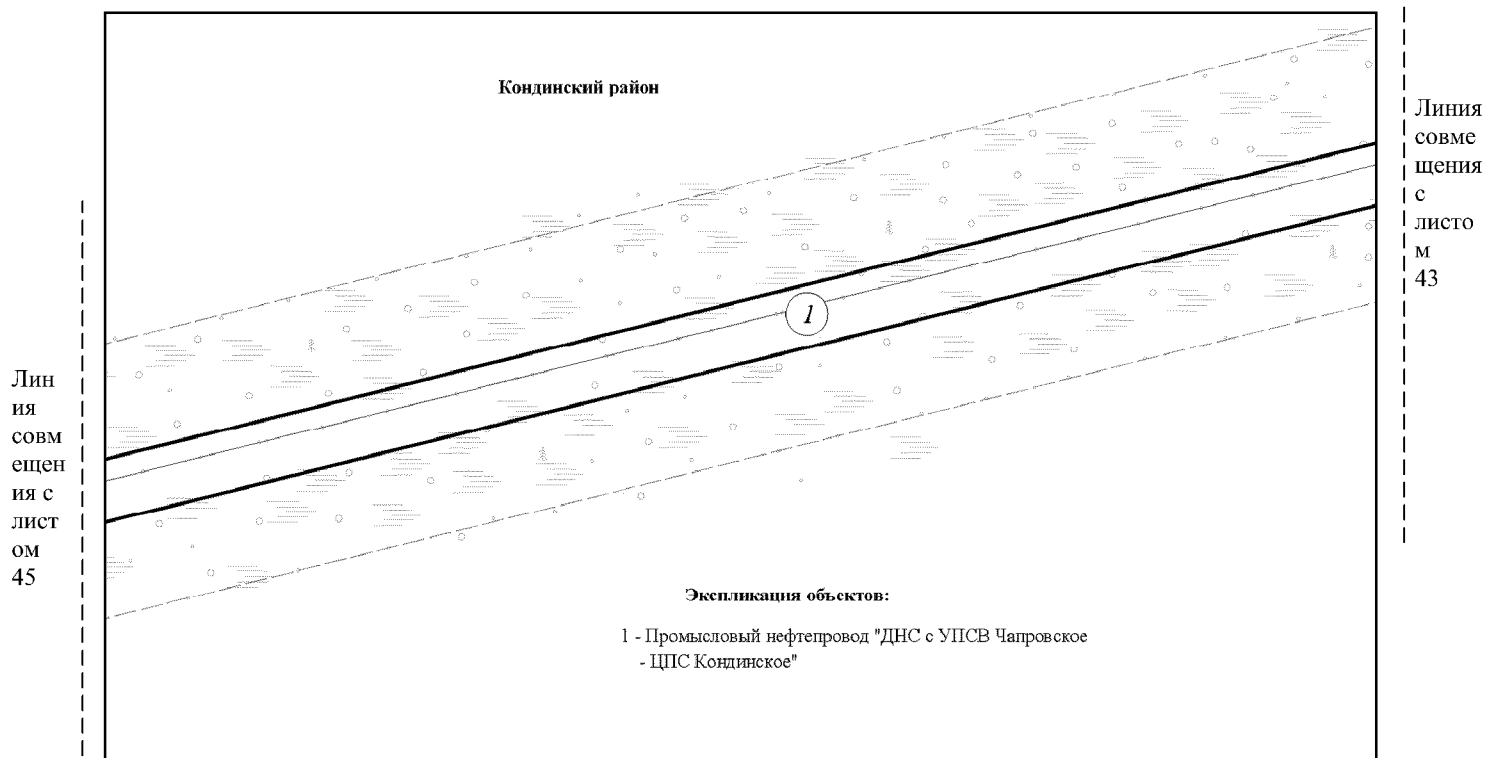 Кондинский район
Линия
совме
щения
с
листо
м
43
Лин
ия
совм
ещен
ия с
лист
ом
45
1
Экспликация объектов:
1 - Промысловый нефтепровод "ДНС с УПСВ Чапровское
- ЦПС Кондинское"